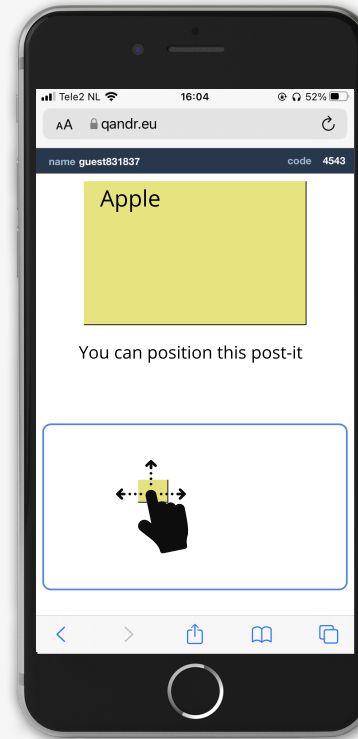 Tele2 NL 16:04 52%
AA qandr.eu
name guest831837 code 4543
Apple
You can position this post-it